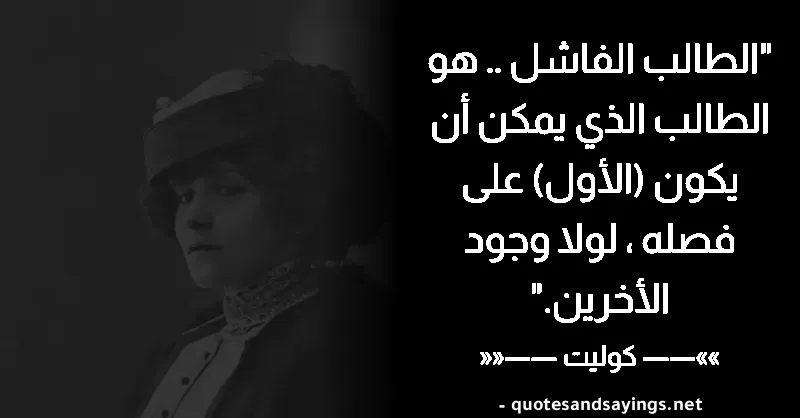 "الطالب الفاشل .. هو
الطالب الذي يمكن أن
يكون (الأول) على
فصله ، لولا وجود
الأخرين."
»»—— كوليت ——««
- quotesandsayings.net